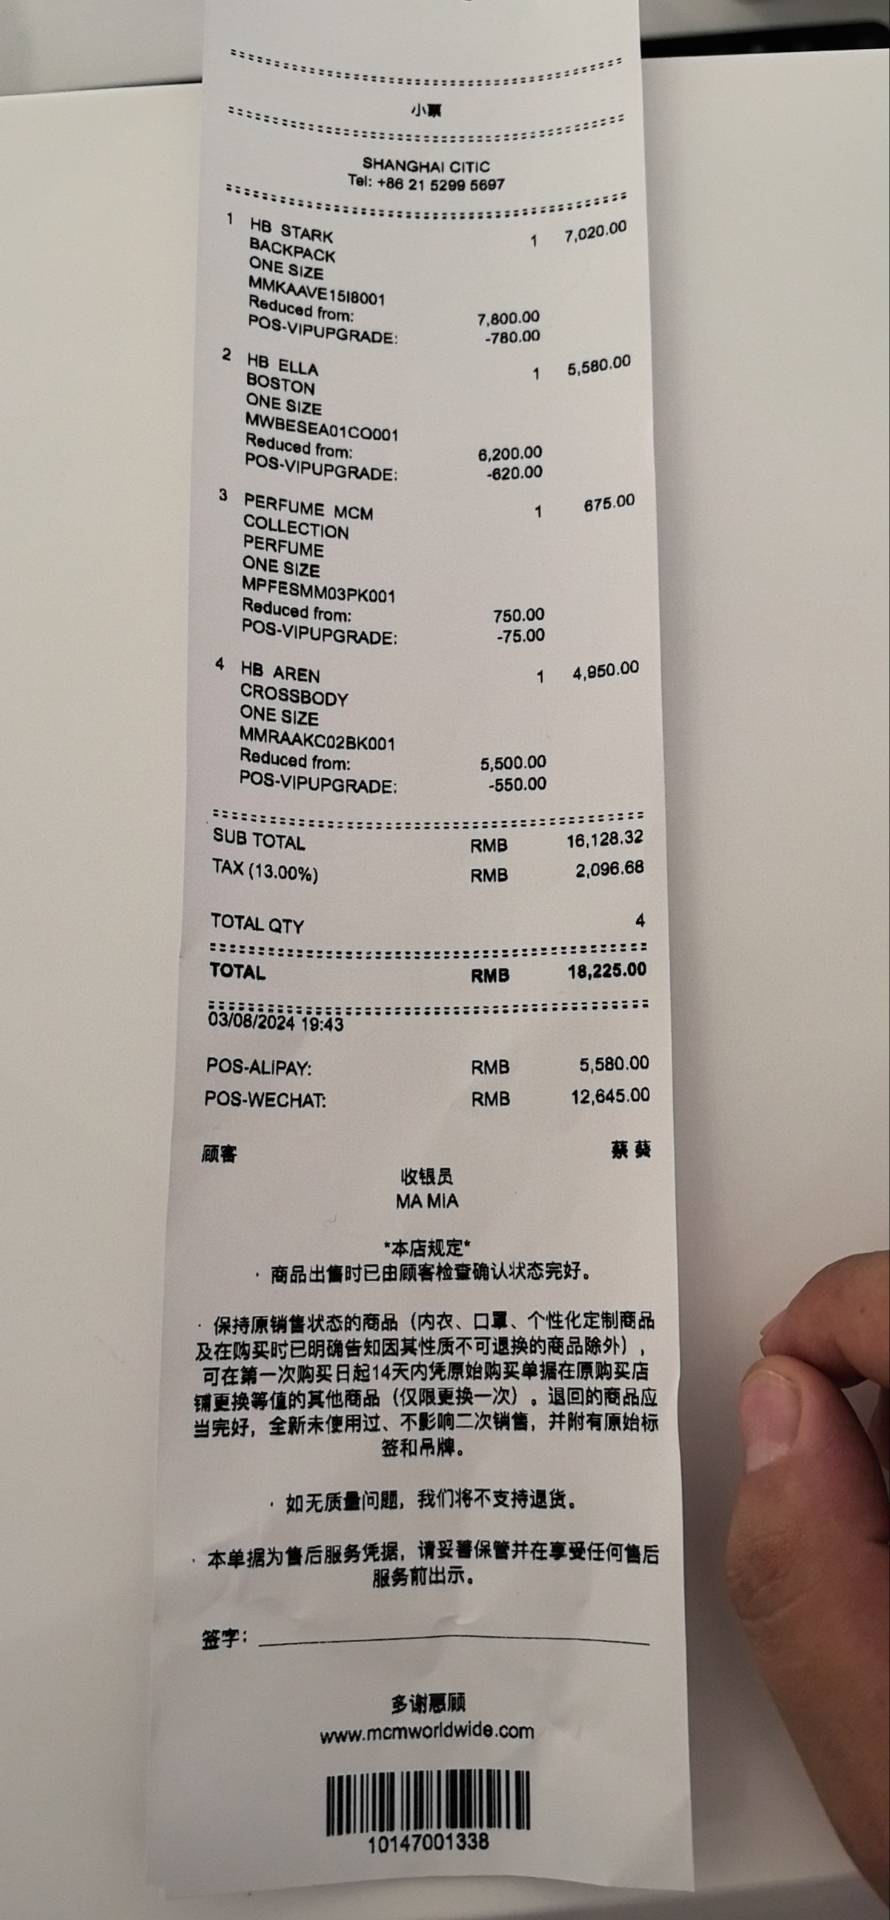 小票
SHANGHAI CITIC
Tel: +86 21 5299 5697
1 HB STARK 1 7,020.00
BACKPACK
ONE SIZE
MMKAAVE15I8001
Reduced from: 7,800.00
POS-VIPUPGRADE: -780.00
2 HB ELLA 1 5,580.00
BOSTON
ONE SIZE
MWBESEA01CO001
Reduced from: 6,200.00
POS-VIPUPGRADE: -620.00
3 PERFUME MCM 1 675.00
COLLECTION
PERFUME
ONE SIZE
MPFESMM03PK001
Reduced from: 750.00
POS-VIPUPGRADE: -75.00
4 HB AREN 1 4,950.00
CROSSBODY
ONE SIZE
MMRAAKC02BK001
Reduced from: 5,500.00
POS-VIPUPGRADE: -550.00
SUB TOTAL RMB 16,128.32
TAX (13.00%) RMB 2,096.68
TOTAL QTY 4
TOTAL RMB 18,225.00
03/08/2024 19:43
POS-ALIPAY: RMB 5,580.00
POS-WECHAT: RMB 12,645.00
顾客 蔡 葵
收银员
MA MIA
*本店规定*
· 商品出售时已由顾客检查确认状态完好。
· 保持原销售状态的商品（内衣、口罩、个性化定制商品
及在购买时已明确告知因其性质不可退换的商品除外），
可在第一次购买日起14天内凭原始购买单据在原购买店
铺更换等值的其他商品（仅限更换一次）。退回的商品应
当完好，全新未使用过、不影响二次销售，并附有原始标
签和吊牌。
· 如无质量问题，我们将不支持退货。
· 本单据为售后服务凭据，请妥善保管并在享受任何售后
服务前出示。
签字：
多谢惠顾
www.mcmworldwide.com
10147001338